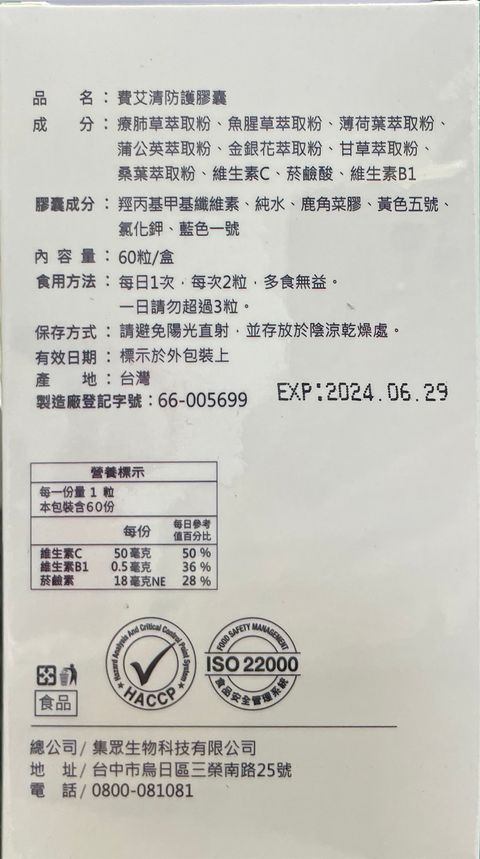 品　　名：費艾清防護膠囊
成　　分：療肺草萃取粉、魚腥草萃取粉、薄荷葉萃取粉、
蒲公英萃取粉、金銀花萃取粉、甘草萃取粉、
桑葉萃取粉、維生素C、菸鹼酸、維生素B1
膠囊成分：羥丙基甲基纖維素、純水、鹿角菜膠、黃色五號、
氯化鉀、藍色一號
內 容 量：60粒/盒
食用方法：每日1次，每次2粒，多食無益。
一日請勿超過3粒。
保存方式：請避免陽光直射，並存放於陰涼乾燥處。
有效日期：標示於外包裝上
產　　地：台灣
製造廠登記字號：66-005699
EXP:2024.06.29
營養標示
每一份量 1 粒
本包裝含60份
每份 每日參考值百分比
維生素C 50毫克 50 %
維生素B1 0.5毫克 36 %
菸鹼素 18毫克NE 28 %
Hazard Analysis And Critical Control Point System
HACCP
FOOD SAFETY MANAGEMENT
ISO 22000
食品安全管理系統
食品
總公司/ 集眾生物科技有限公司
地　址/ 台中市烏日區三榮南路25號
電　話/ 0800-081081